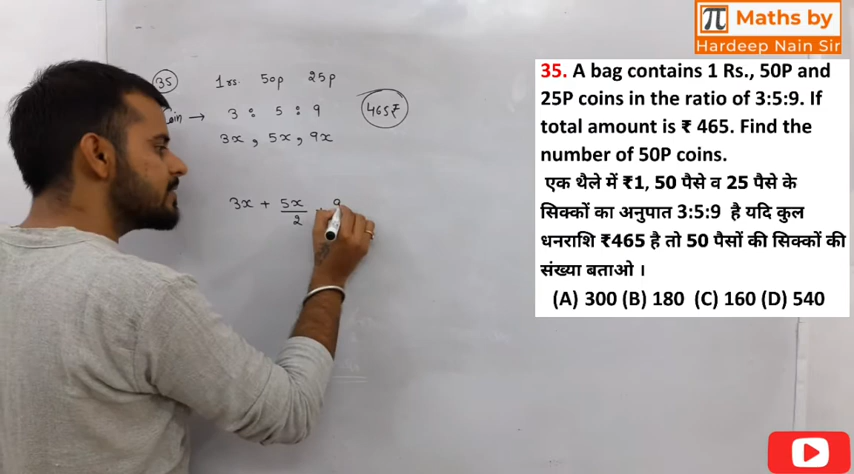 Maths by
Hardeep Nain Sir
35. A bag contains 1 Rs., 50P and
25P coins in the ratio of 3:5:9. If
total amount is ₹ 465. Find the
number of 50P coins.
एक थैले में ₹1, 50 पैसे व 25 पैसे के
सिक्कों का अनुपात 3:5:9 है यदि कुल
धनराशि ₹465 है तो 50 पैसों की सिक्कों की
संख्या बताओ ।
(A) 300 (B) 180 (C) 160 (D) 540
35 1 rs. 50p 25p
→ 3 : 5 : 9 465₹
3x , 5x , 9x
3x + 5x/2 9